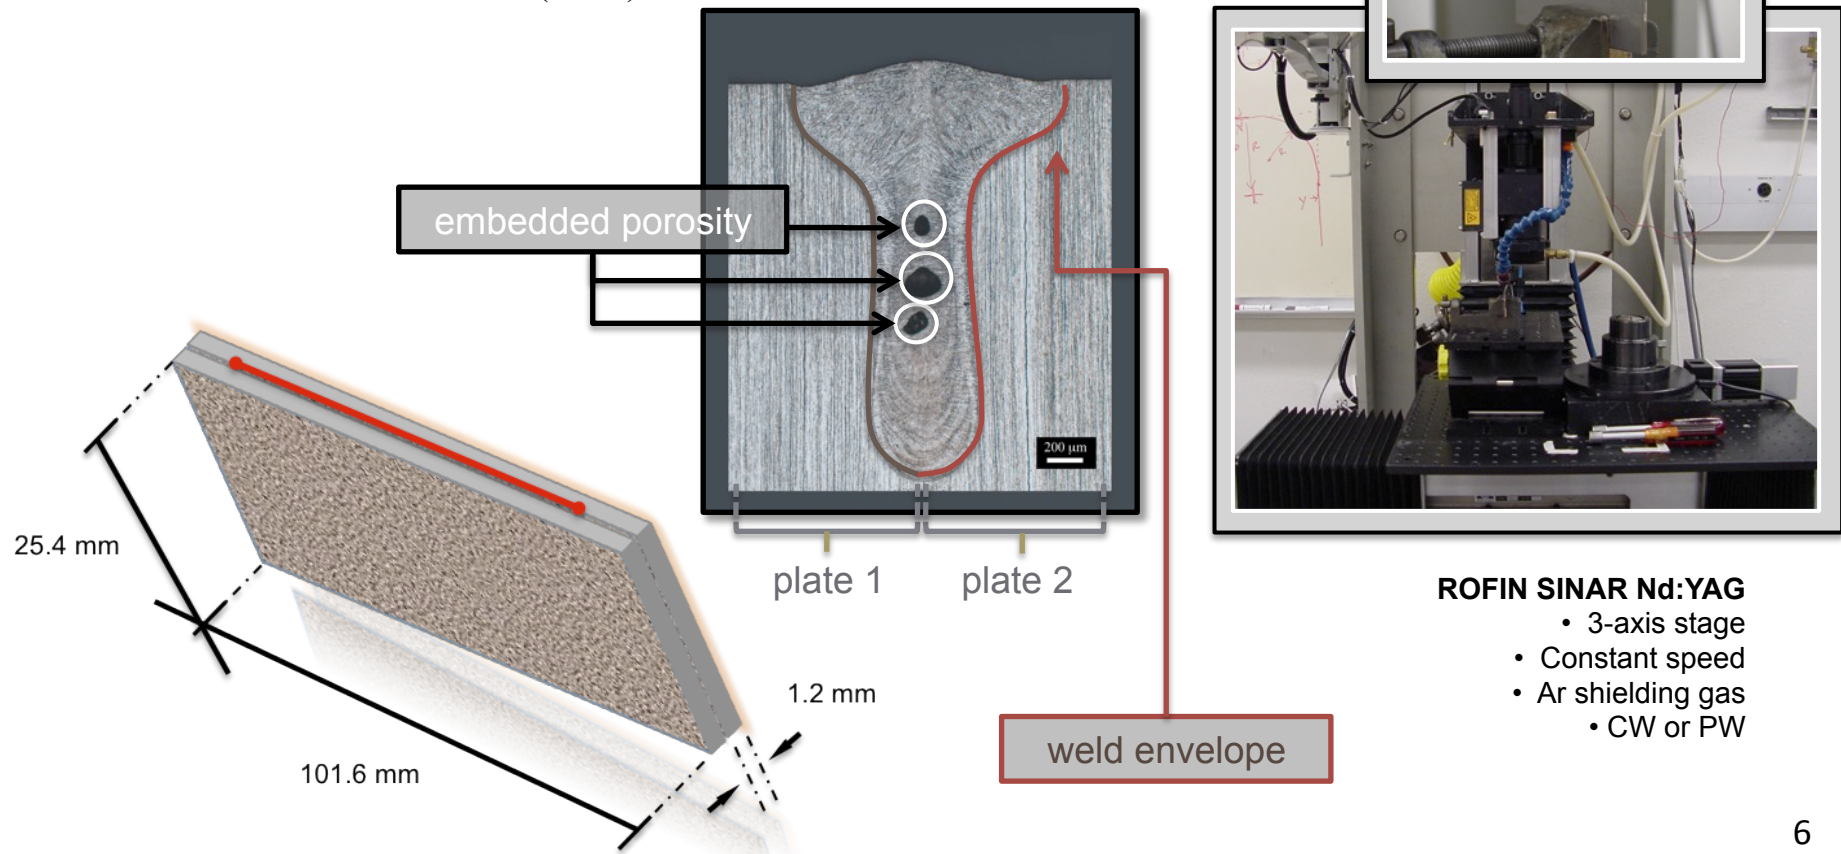 embedded porosity
200 µm
plate 1
plate 2
25.4 mm
1.2 mm
101.6 mm
weld envelope
ROFIN SINAR Nd:YAG
• 3-axis stage
• Constant speed
• Ar shielding gas
• CW or PW
6